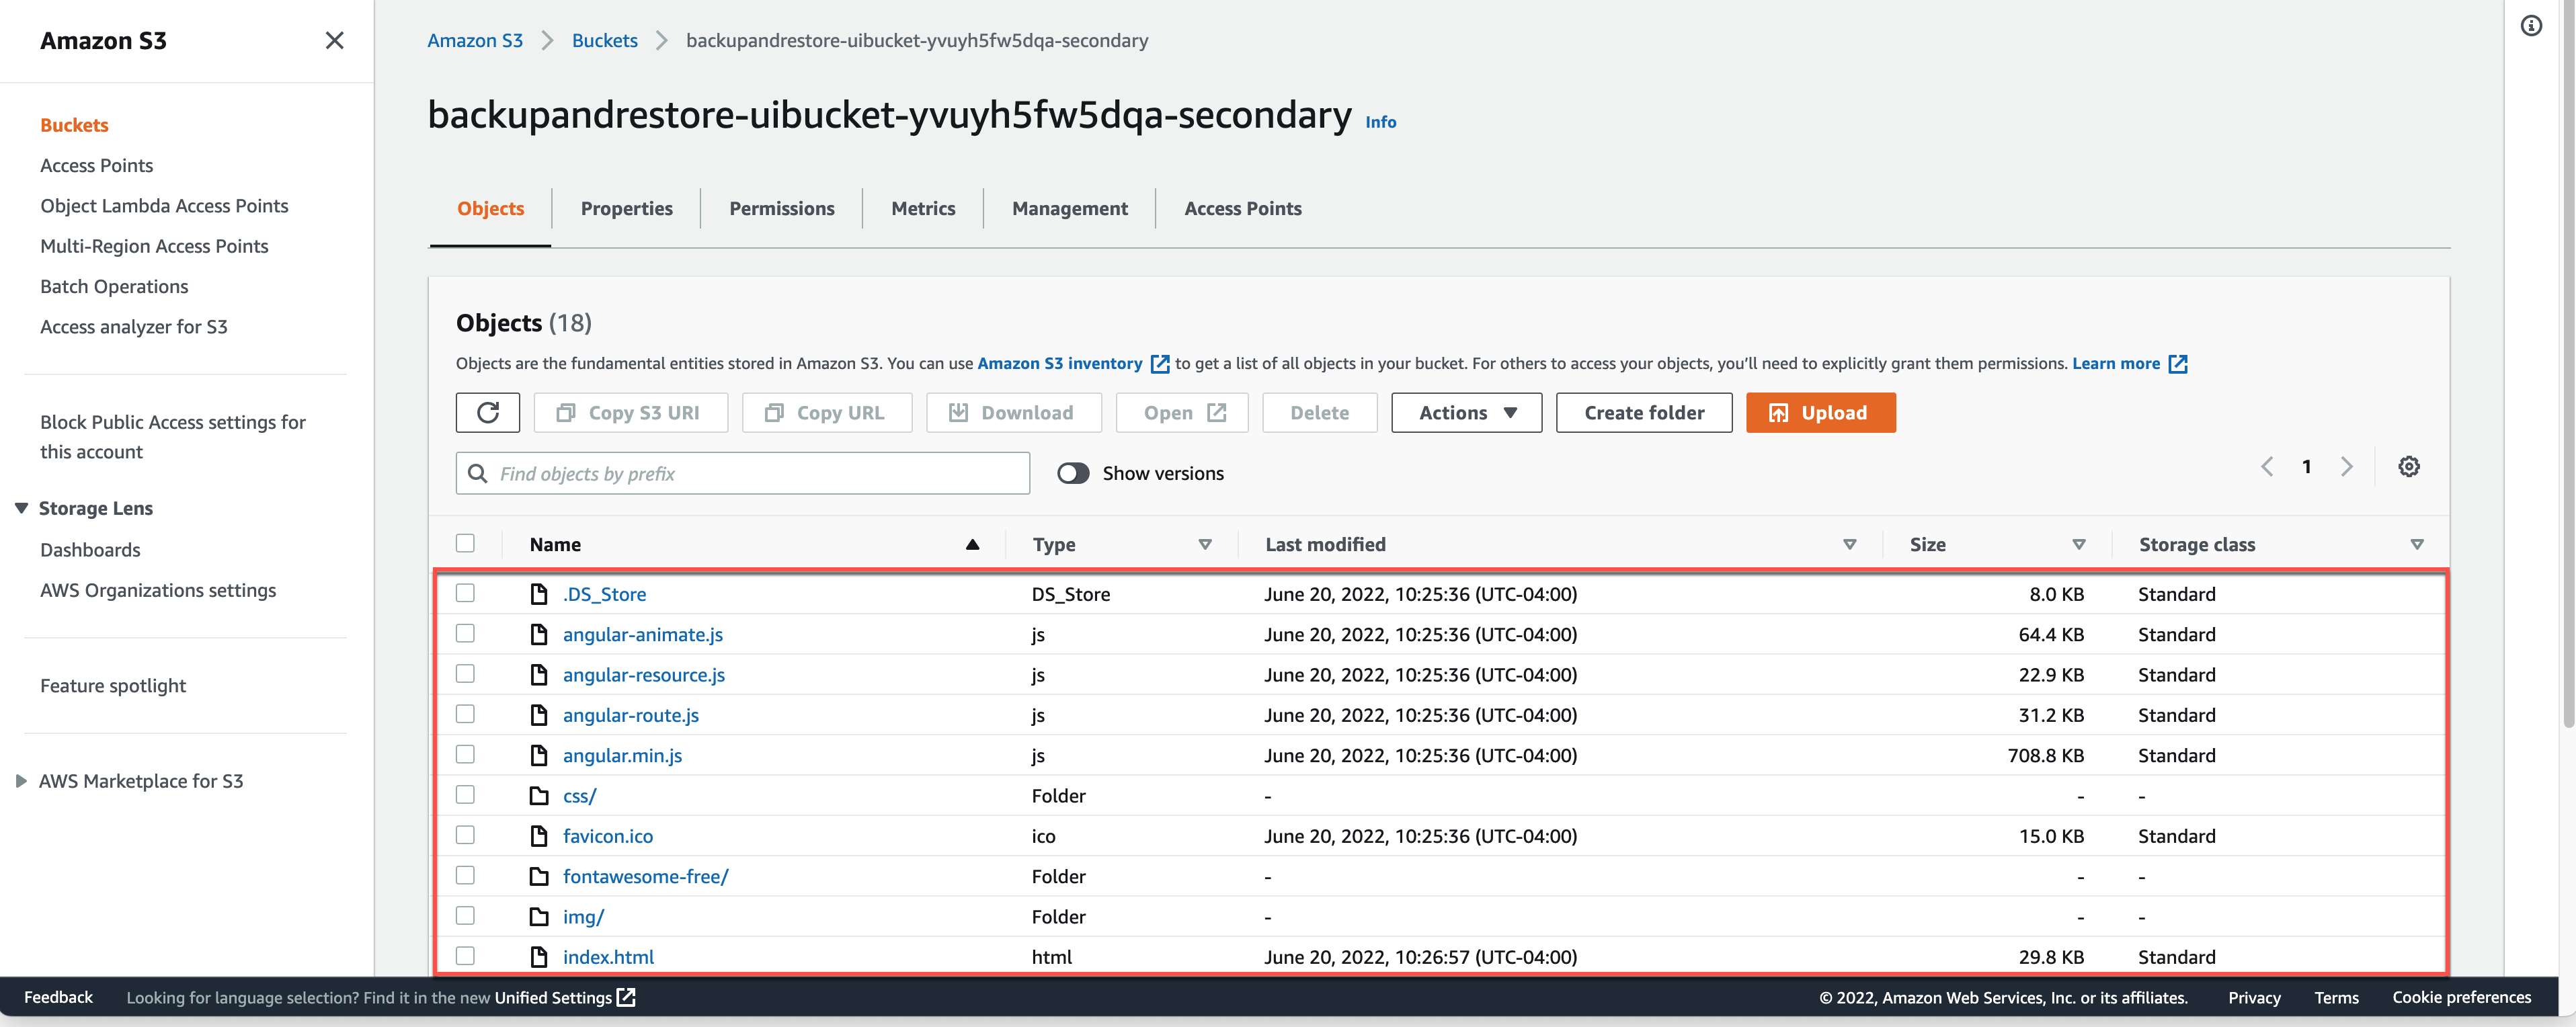 Amazon S3
Buckets
Access Points
Object Lambda Access Points
Multi-Region Access Points
Batch Operations
Access analyzer for S3
Block Public Access settings for
this account
Storage Lens
Dashboards
AWS Organizations settings
Feature spotlight
AWS Marketplace for S3
Amazon S3 Buckets backupandrestore-uibucket-yvuyh5fw5dqa-secondary
backupandrestore-uibucket-yvuyh5fw5dqa-secondary Info
Objects Properties Permissions Metrics Management Access Points
Objects (18)
Objects are the fundamental entities stored in Amazon S3. You can use Amazon S3 inventory to get a list of all objects in your bucket. For others to access your objects, you'll need to explicitly grant them permissions. Learn more
Copy S3 URI Copy URL Download Open Delete Actions Create folder Upload
Find objects by prefix Show versions 1
Name Type Last modified Size Storage class
.DS_Store DS_Store June 20, 2022, 10:25:36 (UTC-04:00) 8.0 KB Standard
angular-animate.js js June 20, 2022, 10:25:36 (UTC-04:00) 64.4 KB Standard
angular-resource.js js June 20, 2022, 10:25:36 (UTC-04:00) 22.9 KB Standard
angular-route.js js June 20, 2022, 10:25:36 (UTC-04:00) 31.2 KB Standard
angular.min.js js June 20, 2022, 10:25:36 (UTC-04:00) 708.8 KB Standard
css/ Folder - - -
favicon.ico ico June 20, 2022, 10:25:36 (UTC-04:00) 15.0 KB Standard
fontawesome-free/ Folder - - -
img/ Folder - - -
index.html html June 20, 2022, 10:26:57 (UTC-04:00) 29.8 KB Standard
Feedback Looking for language selection? Find it in the new Unified Settings © 2022, Amazon Web Services, Inc. or its affiliates. Privacy Terms Cookie preferences